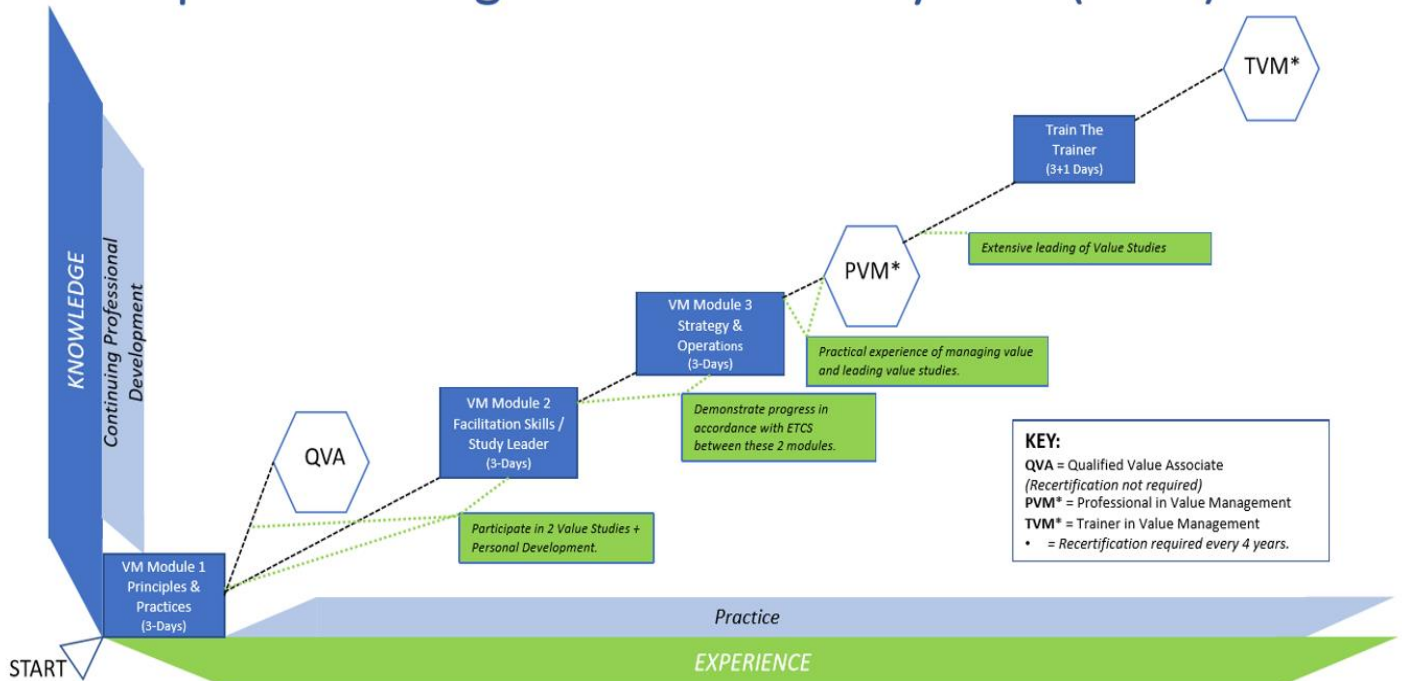 TVM*
Train The
Trainer
(3+1 Days)
KNOWLEDGE
Continuing Professional
Development
Extensive leading of Value Studies
PVM*
VM Module 3
Strategy &
Operations
(3-Days)
Practical experience of managing value
and leading value studies.
VM Module 2
Facilitation Skills /
Study Leader
(3-Days)
Demonstrate progress in
accordance with ETCS
between these 2 modules.
QVA
Participate in 2 Value Studies +
Personal Development.
KEY:
QVA = Qualified Value Associate
(Recertification not required)
PVM* = Professional in Value Management
TVM* = Trainer in Value Management
• = Recertification required every 4 years.
VM Module 1
Principles &
Practices
(3-Days)
Practice
START
EXPERIENCE